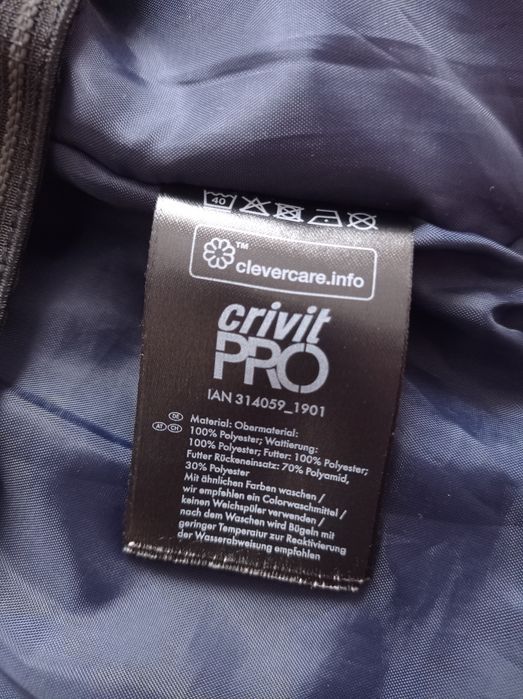 40
™
clevercare.info
crivit
PRO
IAN 314059_1901
DE Material: Obermaterial:
AT CH 100% Polyester; Wattierung:
100% Polyester; Futter: 100% Polyester;
Futter Rückeneinsatz: 70% Polyamid,
30% Polyester
Mit ähnlichen Farben waschen /
wir empfehlen ein Colorwaschmittel /
keinen Weichspüler verwenden /
nach dem Waschen wird Bügeln mit
geringer Temperatur zur Reaktivierung
der Wasserabweisung empfohlen